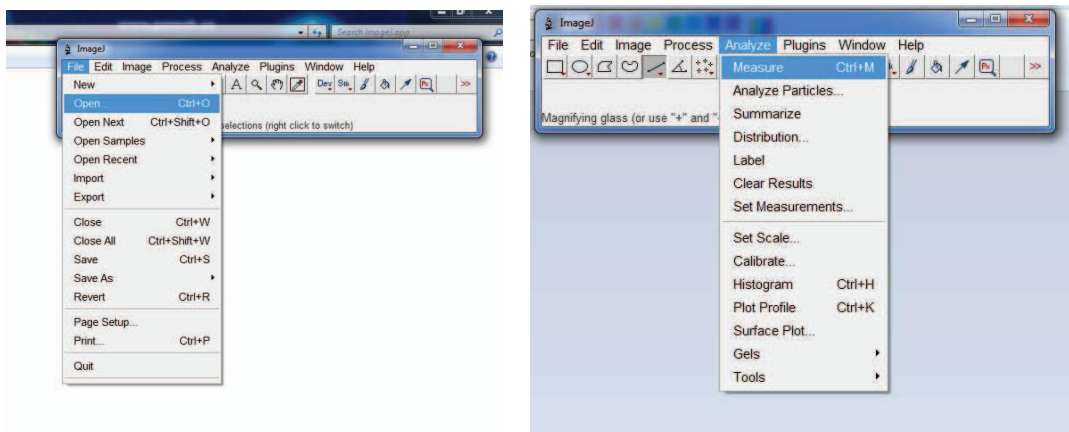 Search ImageJ.app
ImageJ
File Edit Image Process Analyze Plugins Window Help
New
Dev Stk
Open... Ctrl+O
Open Next Ctrl+Shift+O
selections (right click to switch)
Open Samples
Open Recent
Import
Export
Close Ctrl+W
Close All Ctrl+Shift+W
Save Ctrl+S
Save As
Revert Ctrl+R
Page Setup...
Print... Ctrl+P
Quit
ImageJ
File Edit Image Process Analyze Plugins Window Help
Measure Ctrl+M
Analyze Particles...
Magnifying glass (or use "+" and "-
Summarize
Distribution...
Label
Clear Results
Set Measurements...
Set Scale...
Calibrate...
Histogram Ctrl+H
Plot Profile Ctrl+K
Surface Plot...
Gels
Tools